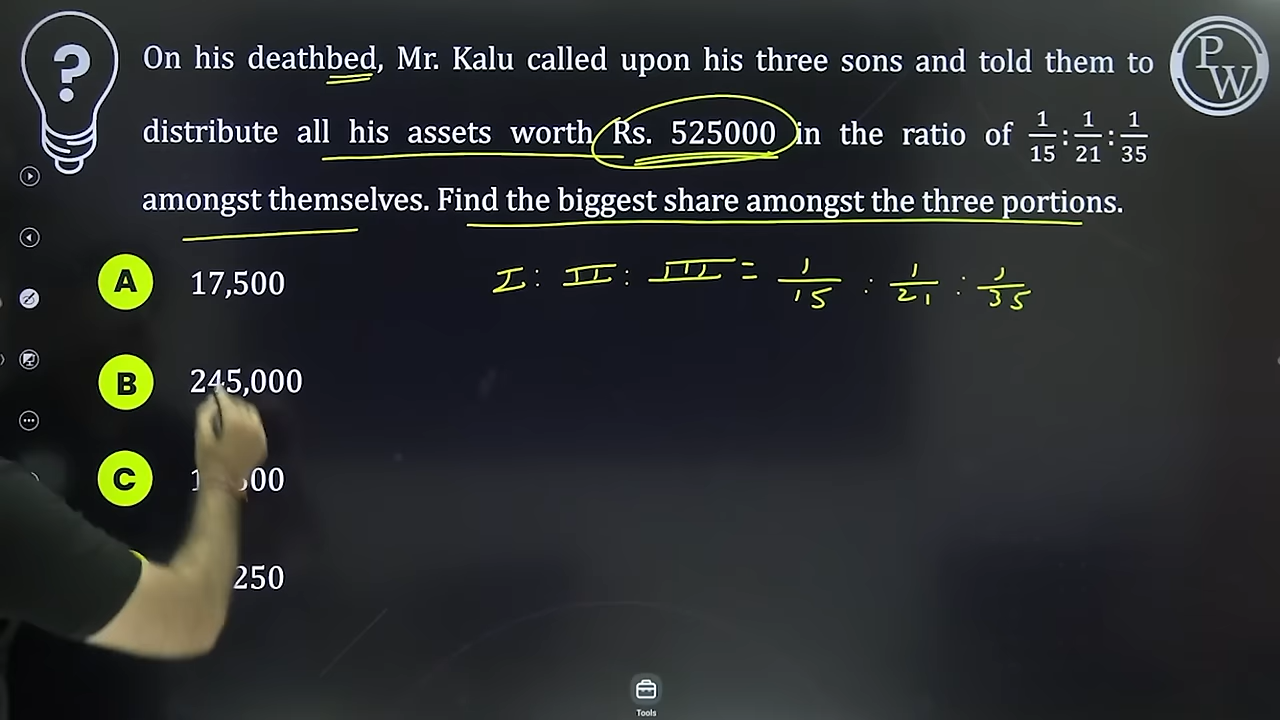 On his deathbed, Mr. Kalu called upon his three sons and told them to
distribute all his assets worth Rs. 525000 in the ratio of 1/15 : 1/21 : 1/35
amongst themselves. Find the biggest share amongst the three portions.
PW
?
A 17,500
I : II : III = 1/15 : 1/21 : 1/35
B 245,000
C
250
Tools